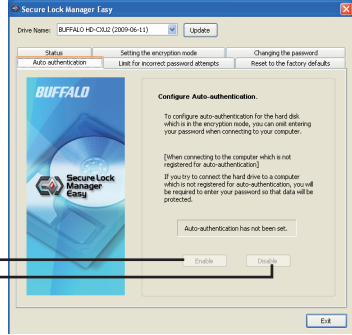 Secure Lock Manager Easy
Drive Name: BUFFALO HD-CXU2 (2009-06-11) Update
Status Setting the encryption mode Changing the password
Auto authentication Limit for incorrect password attempts Reset to the factory defaults
BUFFALO
Configure Auto-authentication.
To configure auto-authentication for the hard disk
which is in the encryption mode, you can omit entering
your password when connecting to your computer.
[When connecting to the computer which is not
registered for auto-authentication]
If you try to connect the hard drive to a computer
which is not registered for auto-authentication, you will
be required to enter your password so that data will be
protected.
Secure Lock
Manager
Easy
Auto-authentication has not been set.
Enable Disable
Exit